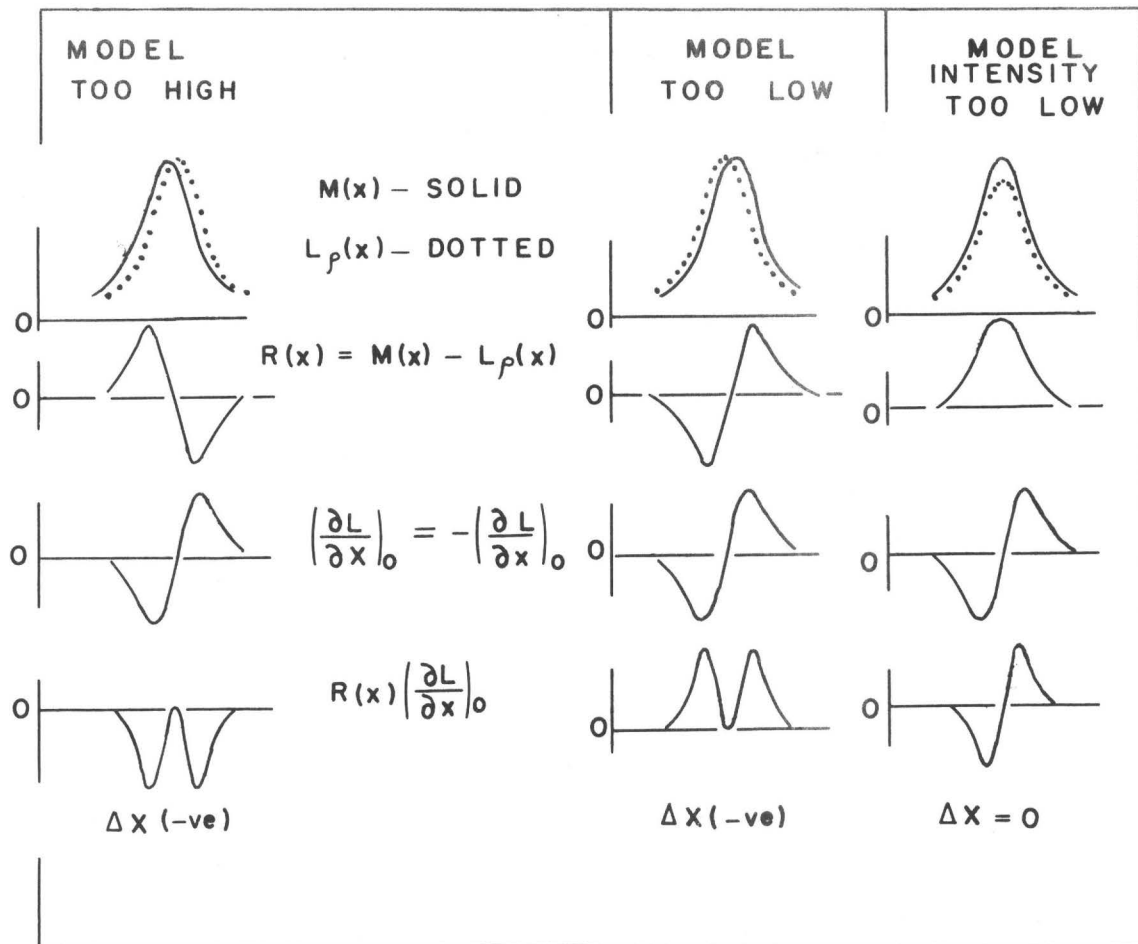 MODEL TOO HIGH
MODEL TOO LOW
MODEL INTENSITY TOO LOW
M(x) – SOLID
Lρ(x) – DOTTED
0
0
0
R(x) = M(x) – Lρ(x)
0
0
0
0
(∂L/∂X)₀ = -(∂L/∂x)₀
0
0
0
R(x)(∂L/∂x)₀
0
0
ΔX (-ve)
ΔX (-ve)
ΔX = 0